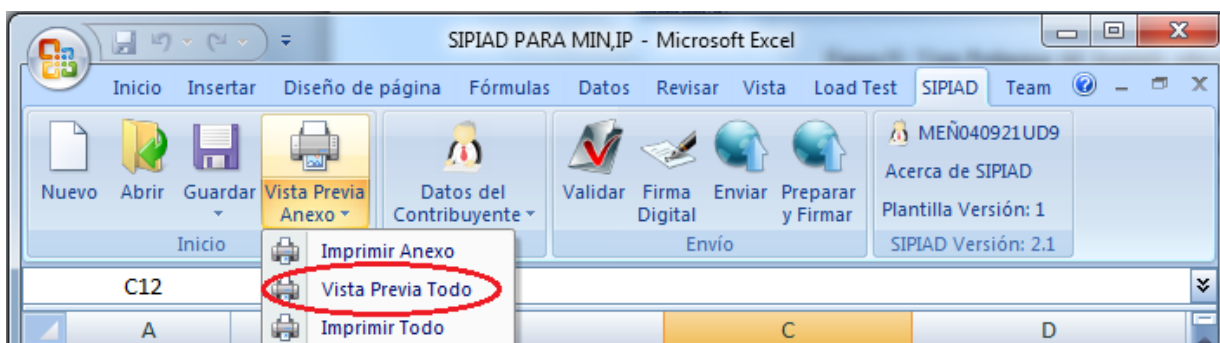 SIPIAD PARA MIN,IP - Microsoft Excel
Inicio Insertar Diseño de página Fórmulas Datos Revisar Vista Load Test SIPIAD Team
Nuevo Abrir Guardar Vista Previa Anexo Datos del Contribuyente Validar Firma Digital Enviar Preparar y Firmar
MEÑ040921UD9
Acerca de SIPIAD
Plantilla Versión: 1
Inicio Envío SIPIAD Versión: 2.1
Imprimir Anexo
C12 Vista Previa Todo
Imprimir Todo
A C D